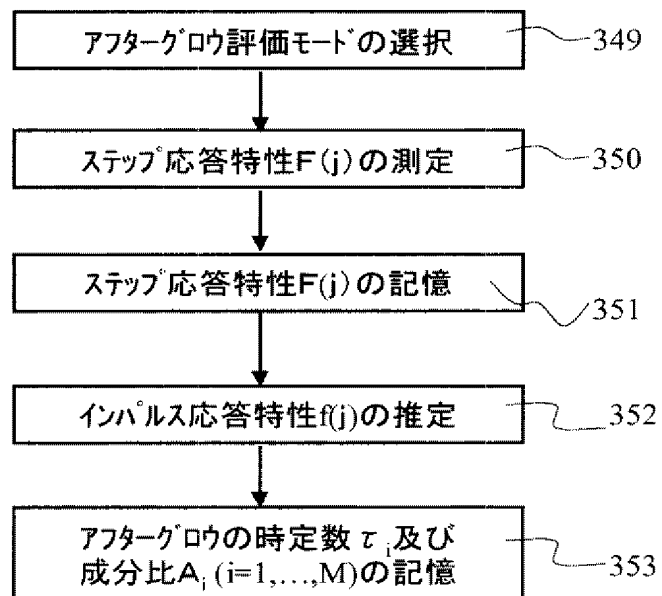 アフターグロウ評価モードの選択
349
ステップ応答特性F(j)の測定
350
ステップ応答特性F(j)の記憶
351
インパルス応答特性f(j)の推定
352
アフターグロウの時定数τi及び
成分比Ai(i=1,...,M)の記憶
353